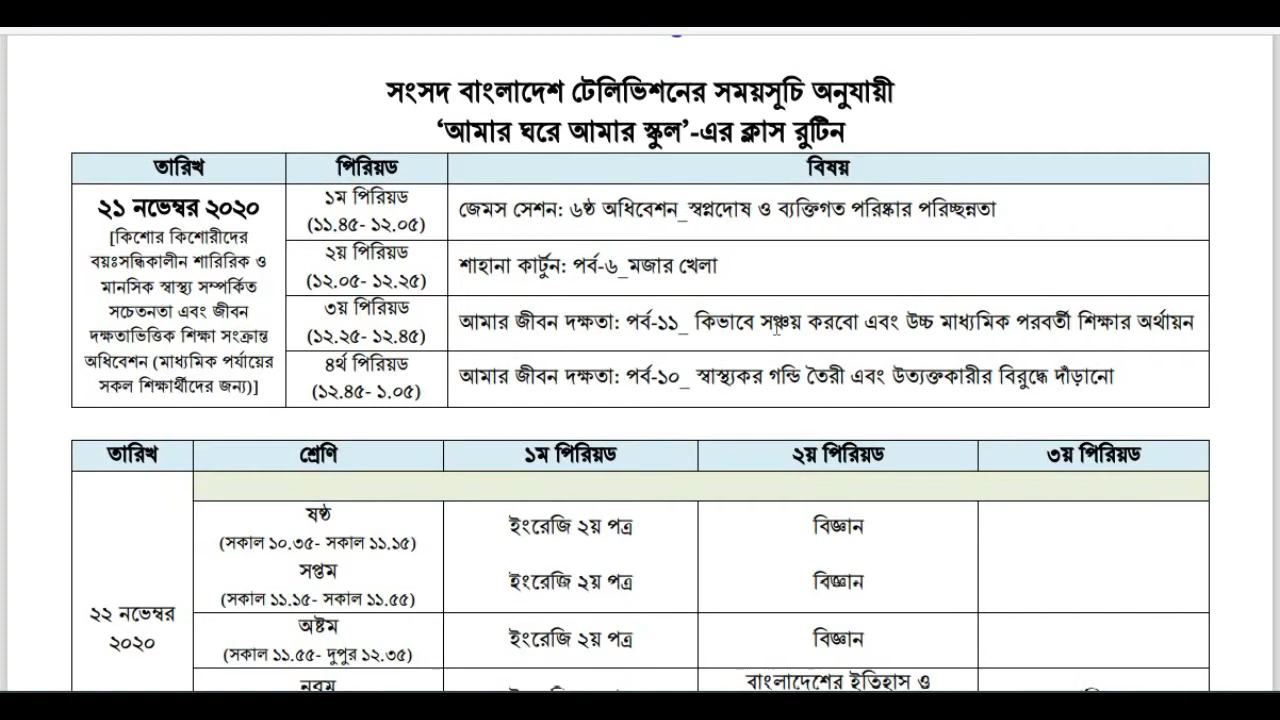 সংসদ বাংলাদেশ টেলিভিশনের সময়সূচি অনুযায়ী
‘আমার ঘরে আমার স্কুল’-এর ক্লাস রুটিন
তারিখ পিরিয়ড বিষয়
২১ নভেম্বর ২০২০
[কিশোর কিশোরীদের
বয়ঃসন্ধিকালীন শারিরিক ও
মানসিক স্বাস্থ্য সম্পর্কিত
সচেতনতা এবং জীবন
দক্ষতাভিত্তিক শিক্ষা সংক্রান্ত
অধিবেশন (মাধ্যমিক পর্যায়ের
সকল শিক্ষার্থীদের জন্য)]
১ম পিরিয়ড
(১১.৪৫- ১২.০৫)
জেমস সেশন: ৬ষ্ঠ অধিবেশন_স্বপ্নদোষ ও ব্যক্তিগত পরিষ্কার পরিচ্ছন্নতা
২য় পিরিয়ড
(১২.০৫- ১২.২৫)
শাহানা কার্টুন: পর্ব-৬_মজার খেলা
৩য় পিরিয়ড
(১২.২৫- ১২.৪৫)
আমার জীবন দক্ষতা: পর্ব-১১_ কিভাবে সঞ্চয় করবো এবং উচ্চ মাধ্যমিক পরবর্তী শিক্ষার অর্থায়ন
৪র্থ পিরিয়ড
(১২.৪৫- ১.০৫)
আমার জীবন দক্ষতা: পর্ব-১০_ স্বাস্থ্যকর গন্ডি তৈরী এবং উত্যক্তকারীর বিরুদ্ধে দাঁড়ানো
তারিখ শ্রেণি ১ম পিরিয়ড ২য় পিরিয়ড ৩য় পিরিয়ড
২২ নভেম্বর
২০২০
ষষ্ঠ
(সকাল ১০.৩৫- সকাল ১১.১৫)
ইংরেজি ২য় পত্র বিজ্ঞান
সপ্তম
(সকাল ১১.১৫- সকাল ১১.৫৫)
ইংরেজি ২য় পত্র বিজ্ঞান
অষ্টম
(সকাল ১১.৫৫- দুপুর ১২.৩৫)
ইংরেজি ২য় পত্র বিজ্ঞান
নবম
বাংলাদেশের ইতিহাস ও